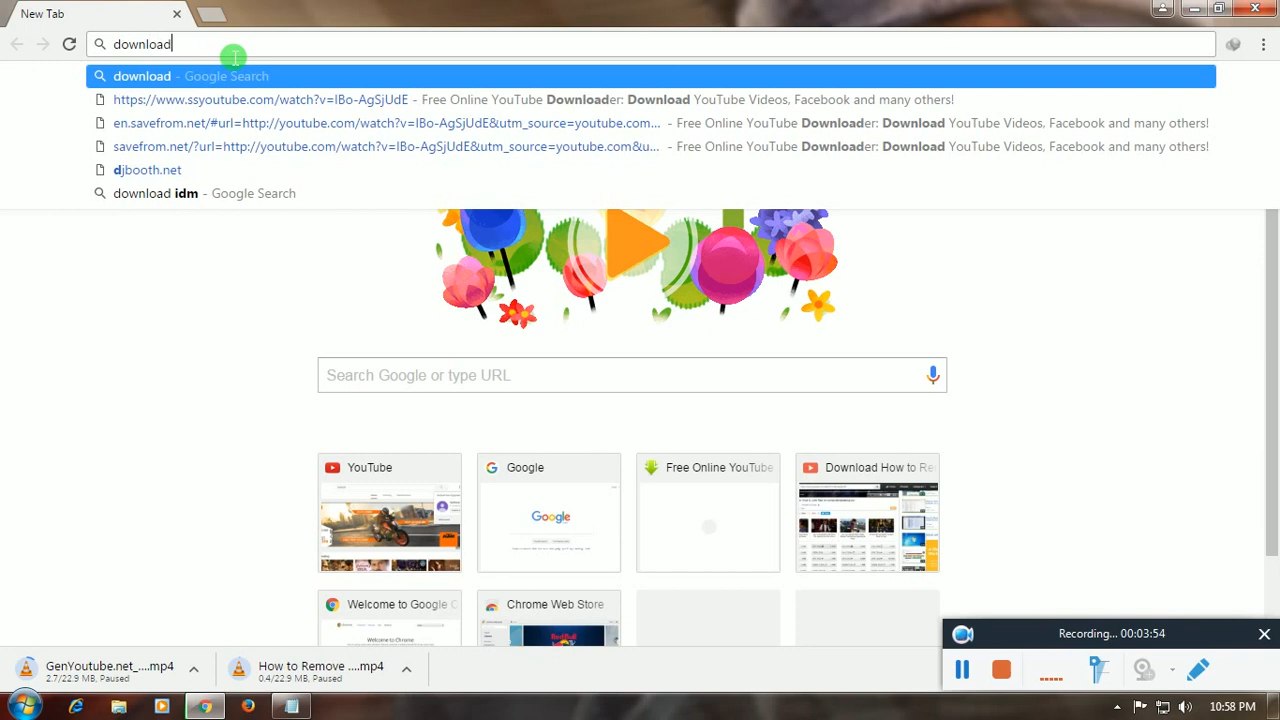 New Tab
download
download - Google Search
https://www.ssyoutube.com/watch?v=lBo-AgSjUdE - Free Online YouTube Downloader: Download YouTube Videos, Facebook and many others!
en.savefrom.net/#url=http://youtube.com/watch?v=lBo-AgSjUdE&utm_source=youtube.com... - Free Online YouTube Downloader: Download YouTube Videos, Facebook and many others!
savefrom.net/?url=http://youtube.com/watch?v=lBo-AgSjUdE&utm_source=youtube.com&u... - Free Online YouTube Downloader: Download YouTube Videos, Facebook and many others!
djbooth.net
download idm - Google Search
Search Google or type URL
YouTube
Google
Free Online YouTube
Download How to Re
Google
Welcome to Google C
Chrome Web Store
Red Bull
Recording... 00:03:54
GenYoutube.net_....mp4
2.7/22.9 MB, Paused
How to Remove ....mp4
0.4/22.9 MB, Paused
10:58 PM